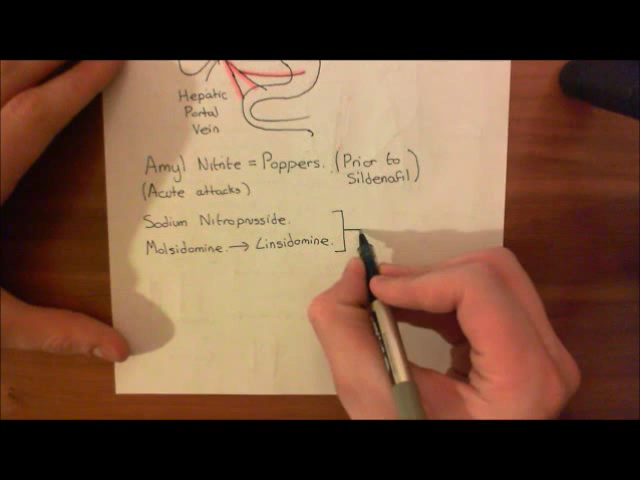 Hepatic
Portal
Vein
Amyl Nitrite = Poppers. (Prior to
Sildenafil)
(Acute attacks)
Sodium Nitroprusside.
Molsidomine. → Linsidomine.